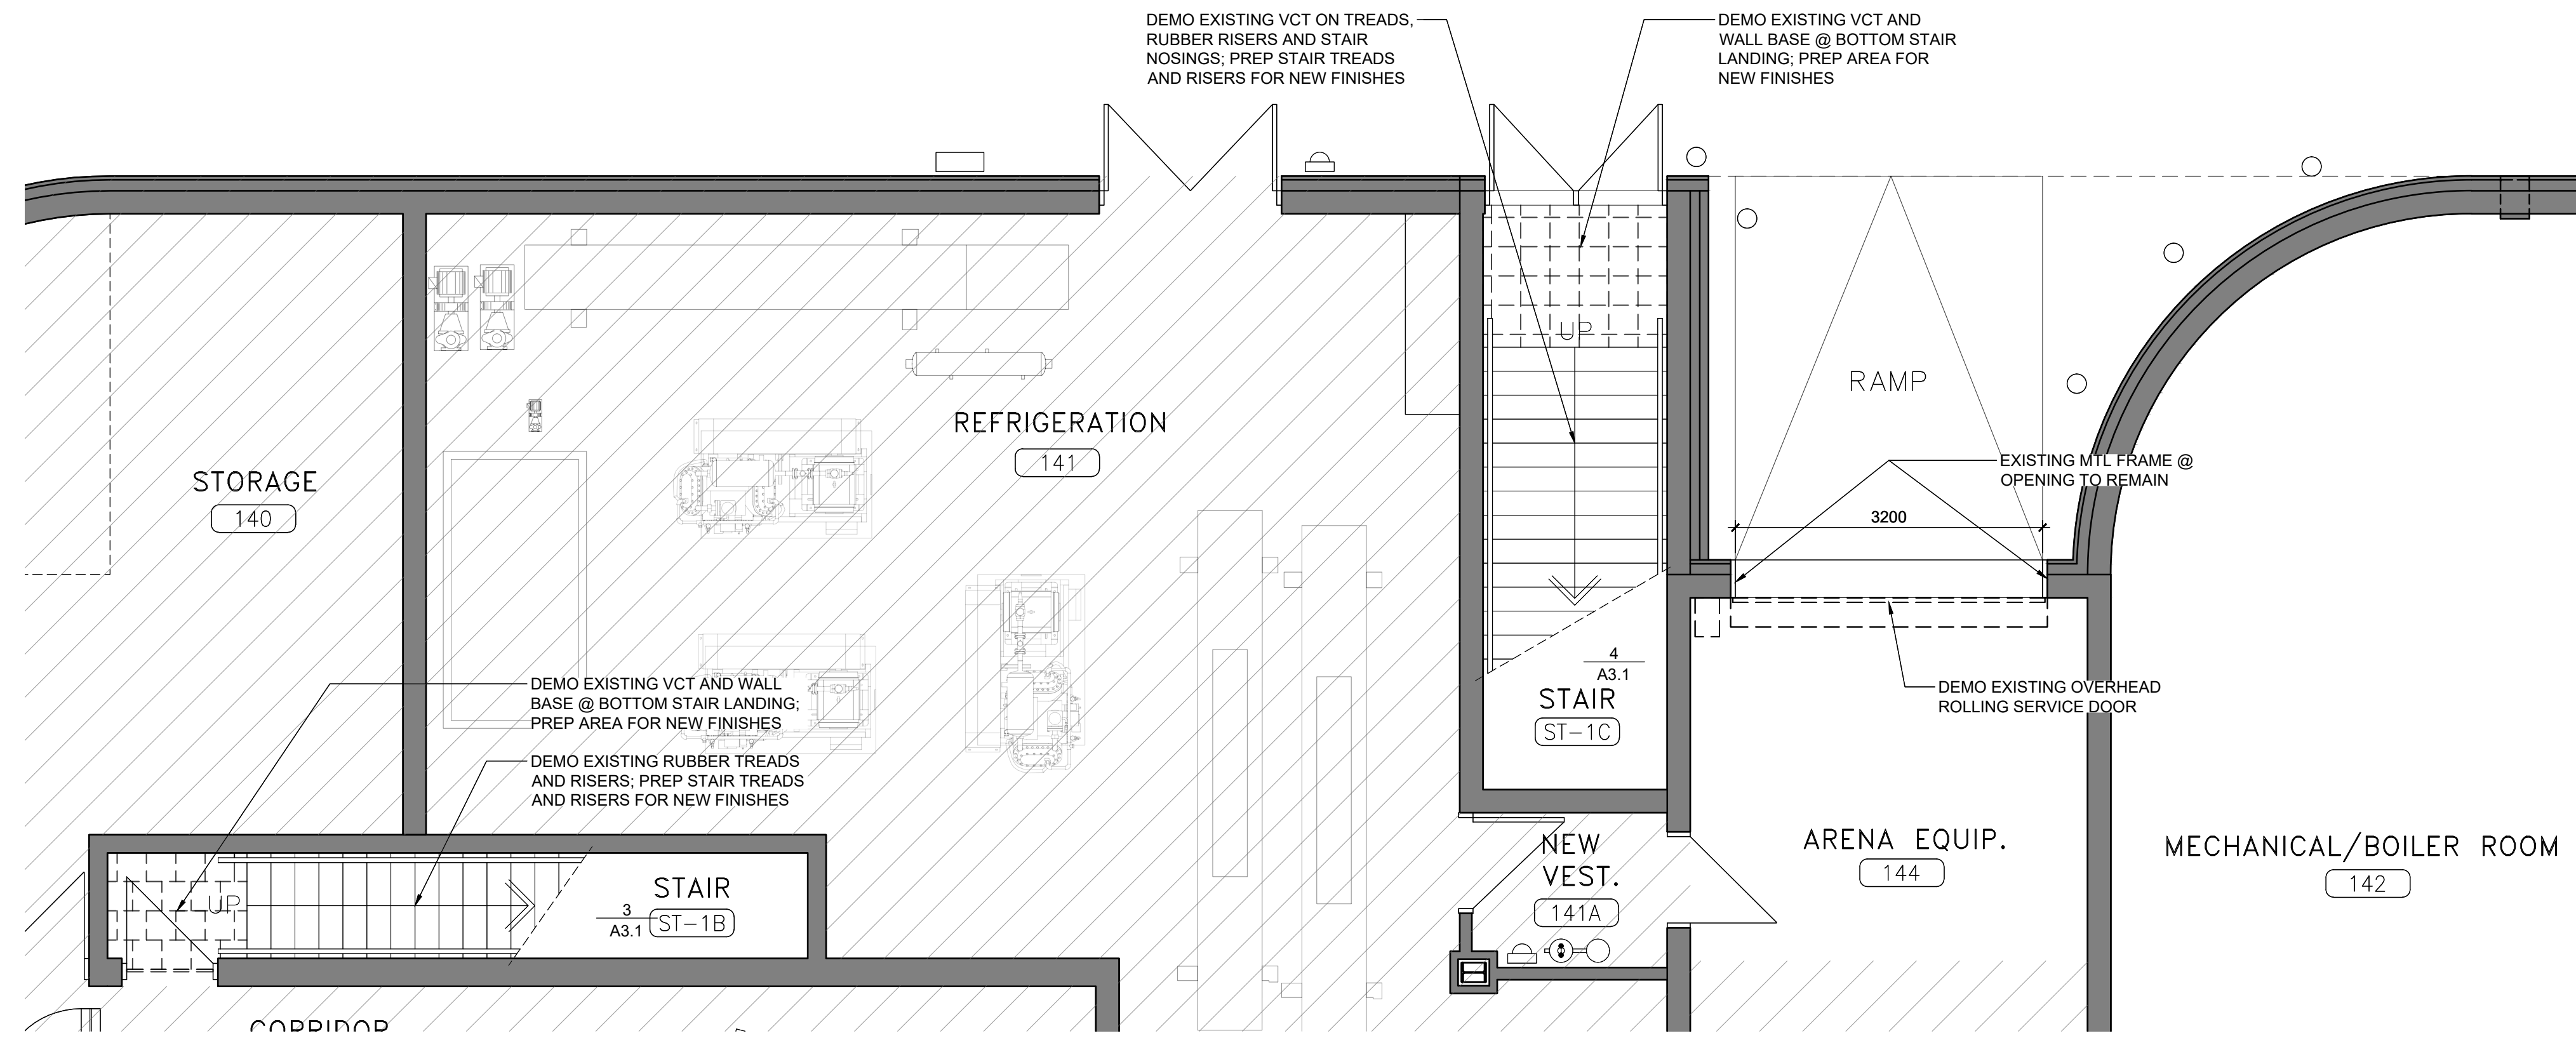 DEMO EXISTING VCT ON TREADS,
RUBBER RISERS AND STAIR
NOSINGS; PREP STAIR TREADS
AND RISERS FOR NEW FINISHES
DEMO EXISTING VCT AND
WALL BASE @ BOTTOM STAIR
LANDING; PREP AREA FOR
NEW FINISHES
UP
RAMP
REFRIGERATION
141
STORAGE
140
EXISTING MTL FRAME @
OPENING TO REMAIN
3200
4
A3.1
STAIR
ST-1C
DEMO EXISTING OVERHEAD
ROLLING SERVICE DOOR
DEMO EXISTING VCT AND WALL
BASE @ BOTTOM STAIR LANDING;
PREP AREA FOR NEW FINISHES
DEMO EXISTING RUBBER TREADS
AND RISERS; PREP STAIR TREADS
AND RISERS FOR NEW FINISHES
UP
STAIR
3
A3.1
ST-1B
NEW
VEST.
141A
ARENA EQUIP.
144
MECHANICAL/BOILER ROOM
142
CORRIDOR